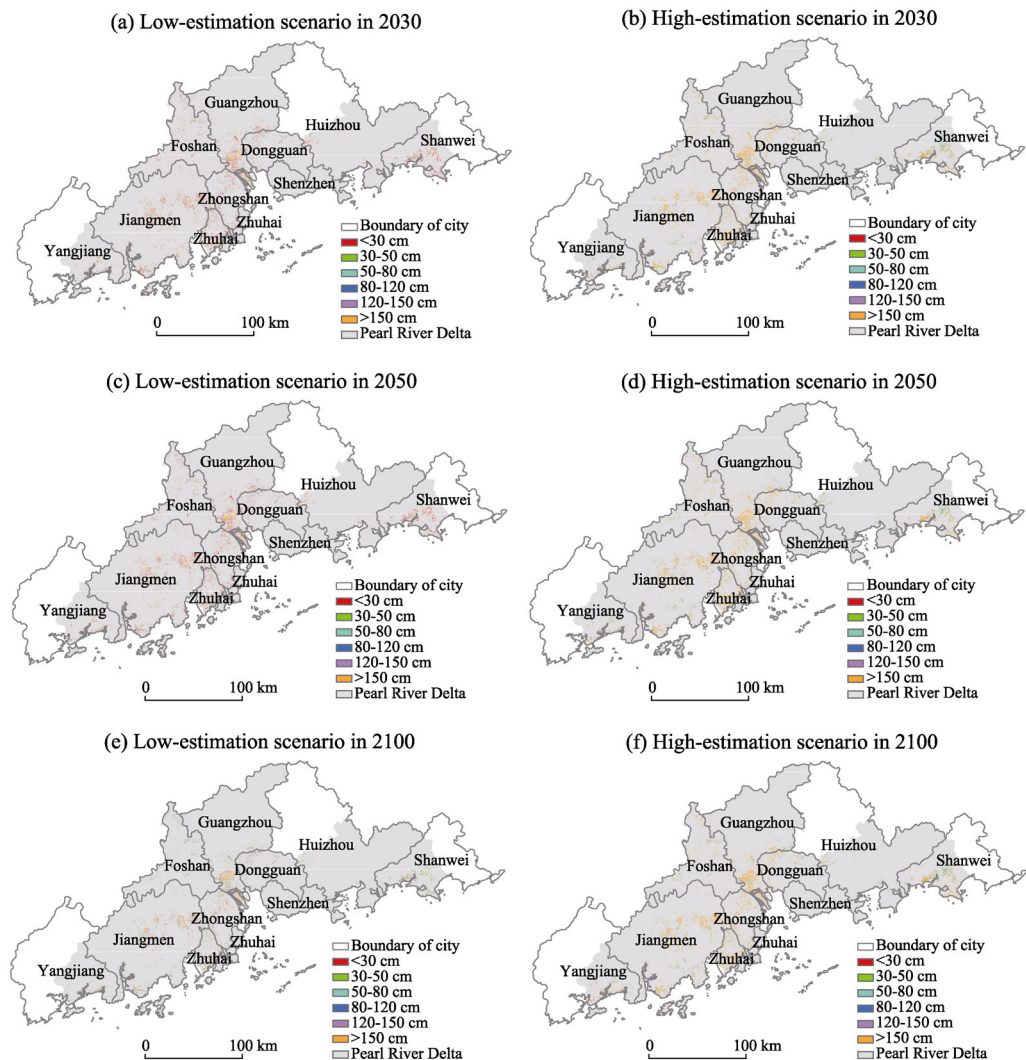 (a) Low-estimation scenario in 2030
Guangzhou
Huizhou
Shanwei
Foshan
Dongguan
Shenzhen
Zhongshan
Jiangmen
Zhuhai
Zhuhai
Yangjiang
Boundary of city
<30 cm
30-50 cm
50-80 cm
80-120 cm
120-150 cm
>150 cm
Pearl River Delta
0 100 km
(b) High-estimation scenario in 2030
Guangzhou
Huizhou
Shanwei
Foshan
Dongguan
Shenzhen
Zhongshan
Jiangmen
Zhuhai
Zhuhai
Yangjiang
Boundary of city
<30 cm
30-50 cm
50-80 cm
80-120 cm
120-150 cm
>150 cm
Pearl River Delta
0 100 km
(c) Low-estimation scenario in 2050
Guangzhou
Huizhou
Shanwei
Foshan
Dongguan
Shenzhen
Zhongshan
Jiangmen
Zhuhai
Zhuhai
Yangjiang
Boundary of city
<30 cm
30-50 cm
50-80 cm
80-120 cm
120-150 cm
>150 cm
Pearl River Delta
0 100 km
(d) High-estimation scenario in 2050
Guangzhou
Huizhou
Shanwei
Foshan
Dongguan
Shenzhen
Zhongshan
Jiangmen
Zhuhai
Zhuhai
Yangjiang
Boundary of city
<30 cm
30-50 cm
50-80 cm
80-120 cm
120-150 cm
>150 cm
Pearl River Delta
0 100 km
(e) Low-estimation scenario in 2100
Guangzhou
Huizhou
Shanwei
Foshan
Dongguan
Shenzhen
Zhongshan
Jiangmen
Zhuhai
Zhuhai
Yangjiang
Boundary of city
<30 cm
30-50 cm
50-80 cm
80-120 cm
120-150 cm
>150 cm
Pearl River Delta
0 100 km
(f) High-estimation scenario in 2100
Guangzhou
Huizhou
Shanwei
Foshan
Dongguan
Shenzhen
Zhongshan
Jiangmen
Zhuhai
Zhuhai
Yangjiang
Boundary of city
<30 cm
30-50 cm
50-80 cm
80-120 cm
120-150 cm
>150 cm
Pearl River Delta
0 100 km